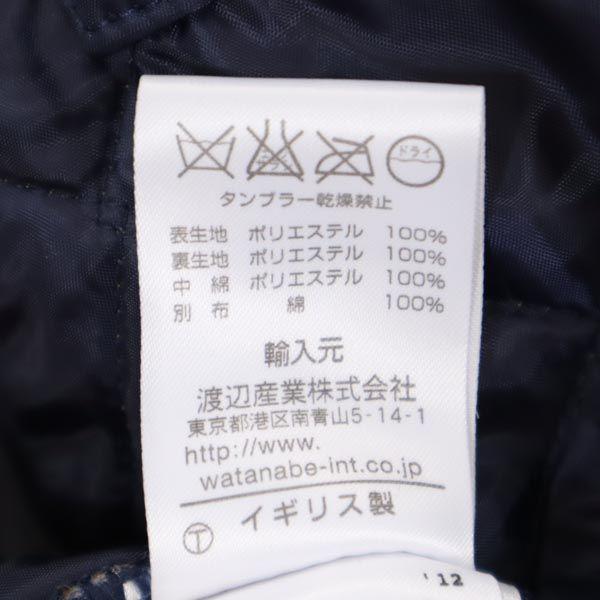 ドライ
タンブラー乾燥禁止
表生地 ポリエステル 100%
裏生地 ポリエステル 100%
中 綿 ポリエステル 100%
別 布 綿 100%
輸入元
渡辺産業株式会社
東京都港区南青山5-14-1
http://www.
watanabe-int.co.jp
Ⓣ イギリス製
'12